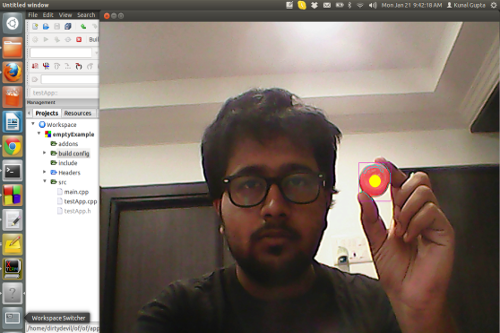 Untitled window
Mon Jan 21 9:42:18 AM
Kunal Gupta
File Edit View Search
Bui
testApp::
Management
Projects Resources
Workspace
emptyExample
addons
build config
include
Headers
src
main.cpp
testApp.cpp
testApp.h
Workspace Switcher
/home/dirtydevil/of/of/app